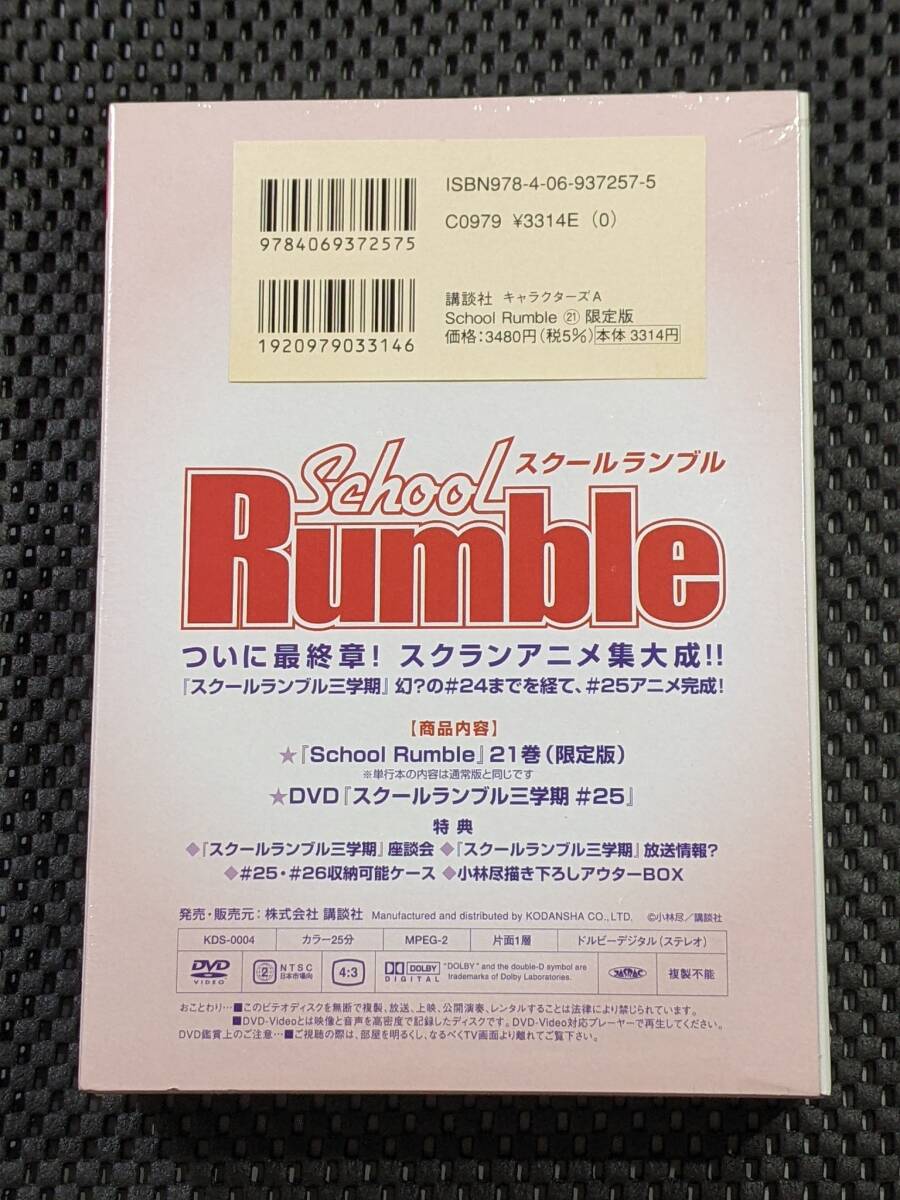 ISBN978-4-06-937257-5
C0979 ¥3314E (0)
9784069372575
1920979033146
講談社 キャラクターズA
School Rumble ㉑ 限定版
価格:3480円(税5%) 本体 3314円
School スクールランブル
Rumble
ついに最終章! スクランアニメ集大成!!
『スクールランブル三学期』幻?の#24までを経て、#25アニメ完成!
【商品内容】
★『School Rumble』21巻(限定版)
※単行本の内容は通常版と同じです
★DVD『スクールランブル三学期 #25』
特典
◆『スクールランブル三学期』座談会 ◆『スクールランブル三学期』放送情報?
◆#25・#26収納可能ケース ◆小林尽描き下ろしアウターBOX
発売・販売元:株式会社 講談社 Manufactured and distributed by KODANSHA CO.,LTD. ©小林尽/講談社
KDS-0004 カラー25分 MPEG-2 片面1層 ドルビーデジタル(ステレオ)
DVD VIDEO 2 NTSC 日本市場向 4:3 DOLBY DIGITAL "DOLBY" and the double-D symbol are trademarks of Dolby Laboratories. JASRAC 複製不能
おことわり…■このビデオディスクを無断で複製、放送、上映、公開演奏、レンタルすることは法律により禁じられています。
■DVD-Videoとは映像と音声を高密度で記録したディスクです。DVD-Video対応プレーヤーで再生してください。
DVD鑑賞上のご注意…■ご視聴の際は、部屋を明るくし、なるべくTV画面より離れてご覧下さい。